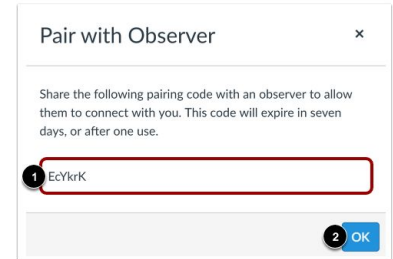 Pair with Observer ×
Share the following pairing code with an observer to allow
them to connect with you. This code will expire in seven
days, or after one use.
1 EcYkrK
2 OK